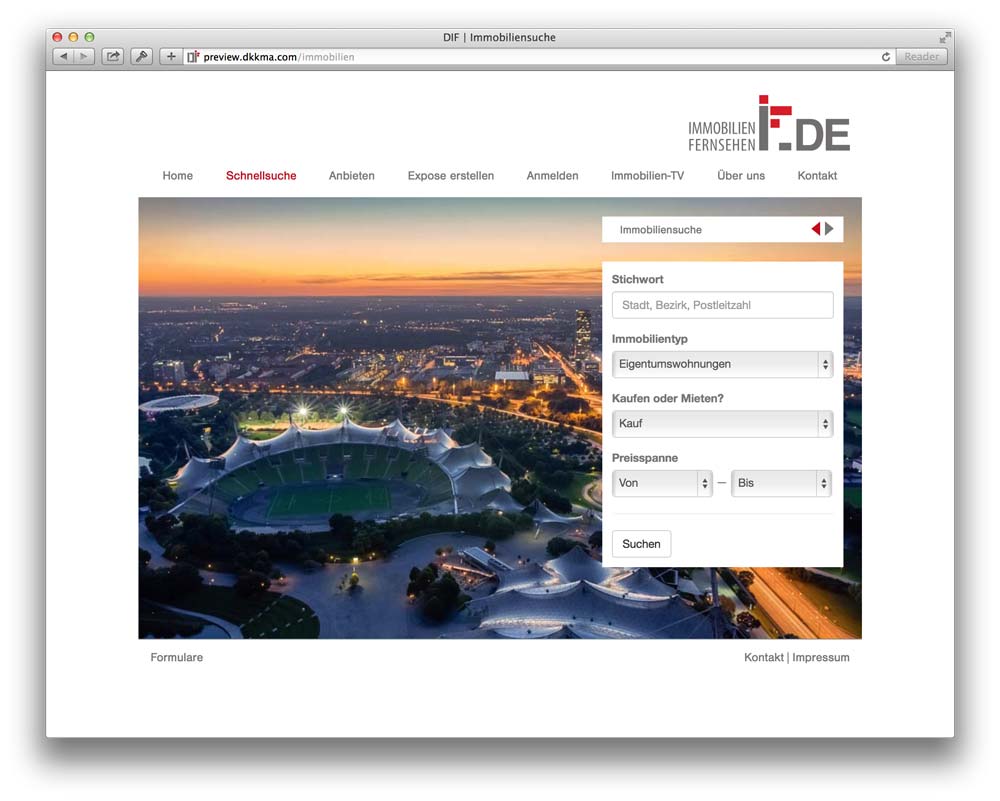 DIF | Immobiliensuche
preview.dkkma.com/immobilien
Reader
IMMOBILIEN
FERNSEHEN
iF.DE
Home Schnellsuche Anbieten Expose erstellen Anmelden Immobilien-TV Über uns Kontakt
Immobiliensuche
Stichwort
Stadt, Bezirk, Postleitzahl
Immobilientyp
Eigentumswohnungen
Kaufen oder Mieten?
Kauf
Preisspanne
Von — Bis
Suchen
Formulare
Kontakt | Impressum